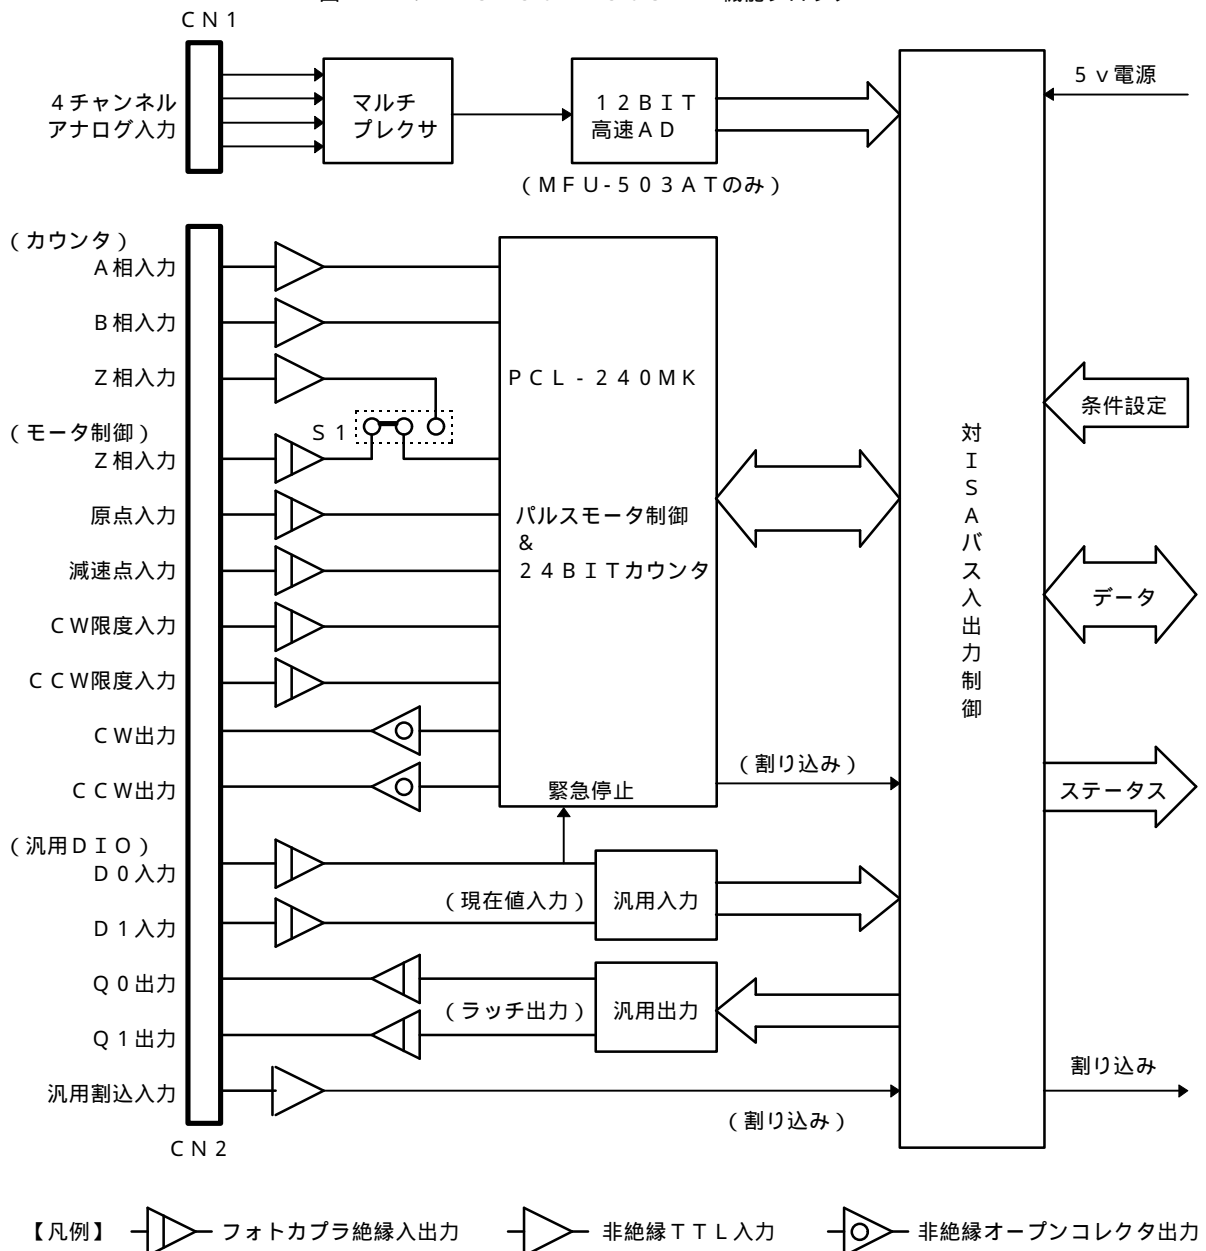 CN1
4チャンネル
アナログ入力
マルチ
プレクサ
12BIT
高速AD
(MFU-503ATのみ)
5v電源
(カウンタ)
A相入力
B相入力
Z相入力
(モータ制御)
Z相入力
S1
原点入力
減速点入力
CW限度入力
CCW限度入力
CW出力
CCW出力
PCL-240MK
パルスモータ制御
&
24BITカウンタ
緊急停止
(割り込み)
対ISAバス入出力制御
条件設定
データ
ステータス
(汎用DIO)
D0入力
D1入力
(現在値入力)
汎用入力
Q0出力
Q1出力
(ラッチ出力)
汎用出力
汎用割込入力
(割り込み)
割り込み
CN2
【凡例】
フォトカプラ絶縁入出力
非絶縁TTL入力
非絶縁オープンコレクタ出力